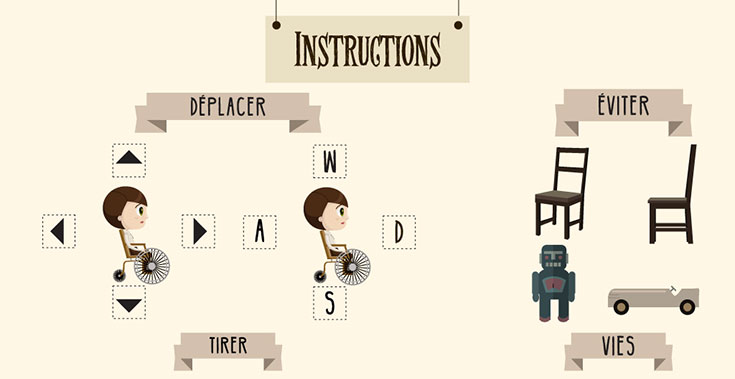 INSTRUCTIONS
DÉPLACER
ÉVITER
W
A
D
S
TIRER
VIES